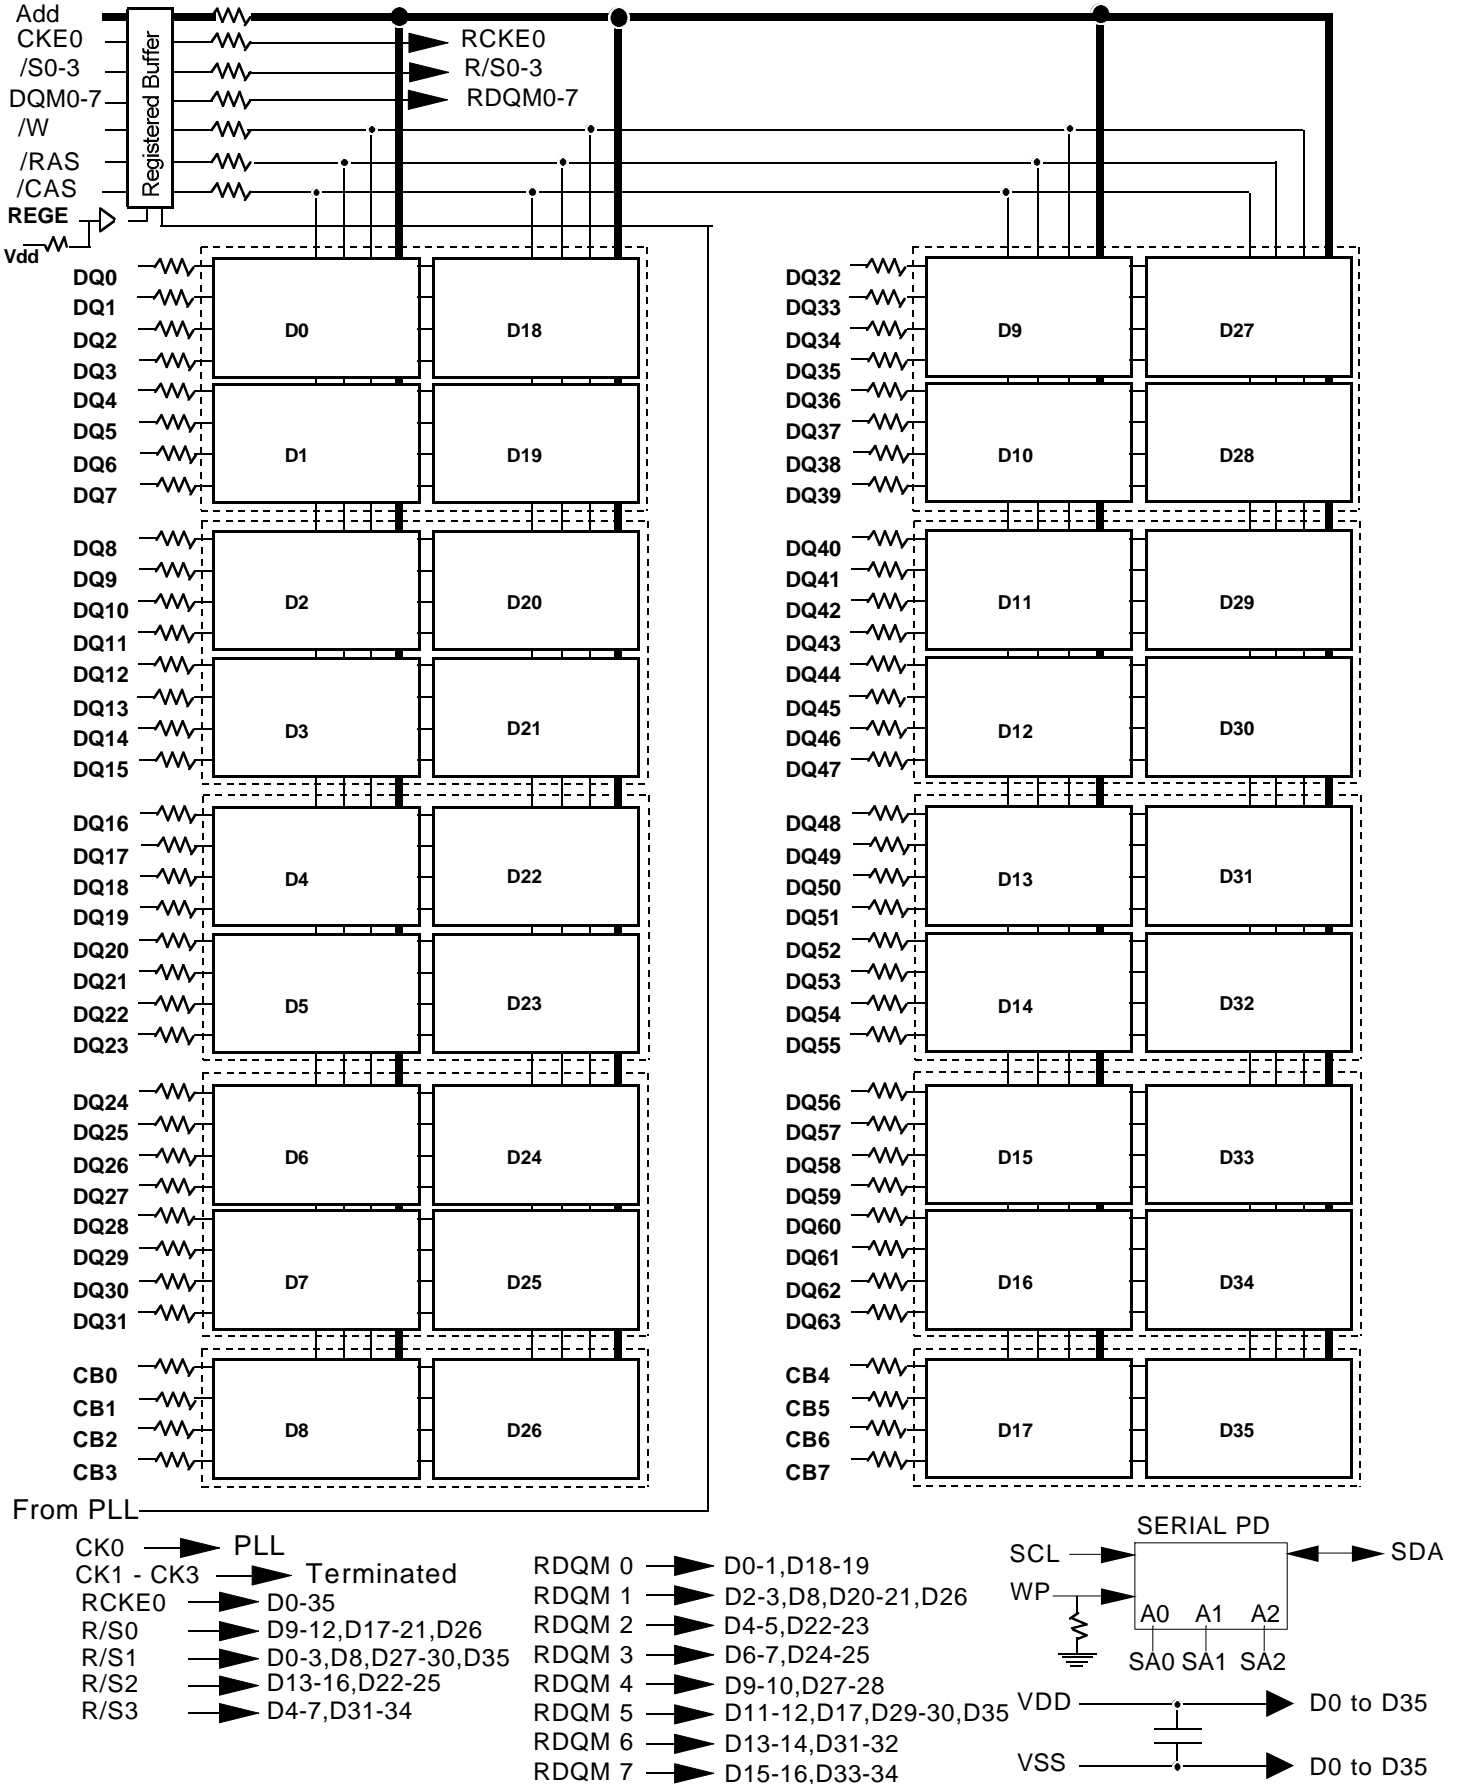 Add
CKE0
/S0-3
DQM0-7
/W
/RAS
/CAS
REGE
Vdd
Registered Buffer
RCKE0
R/S0-3
RDQM0-7
DQ0
DQ1
DQ2
DQ3
DQ4
DQ5
DQ6
DQ7
D0
D18
D1
D19
DQ8
DQ9
DQ10
DQ11
DQ12
DQ13
DQ14
DQ15
D2
D20
D3
D21
DQ16
DQ17
DQ18
DQ19
DQ20
DQ21
DQ22
DQ23
D4
D22
D5
D23
DQ24
DQ25
DQ26
DQ27
DQ28
DQ29
DQ30
DQ31
D6
D24
D7
D25
CB0
CB1
CB2
CB3
D8
D26
DQ32
DQ33
DQ34
DQ35
DQ36
DQ37
DQ38
DQ39
D9
D27
D10
D28
DQ40
DQ41
DQ42
DQ43
DQ44
DQ45
DQ46
DQ47
D11
D29
D12
D30
DQ48
DQ49
DQ50
DQ51
DQ52
DQ53
DQ54
DQ55
D13
D31
D14
D32
DQ56
DQ57
DQ58
DQ59
DQ60
DQ61
DQ62
DQ63
D15
D33
D16
D34
CB4
CB5
CB6
CB7
D17
D35
From PLL
CK0 PLL
CK1 - CK3 Terminated
RCKE0 D0-35
R/S0 D9-12,D17-21,D26
R/S1 D0-3,D8,D27-30,D35
R/S2 D13-16,D22-25
R/S3 D4-7,D31-34
RDQM 0 D0-1,D18-19
RDQM 1 D2-3,D8,D20-21,D26
RDQM 2 D4-5,D22-23
RDQM 3 D6-7,D24-25
RDQM 4 D9-10,D27-28
RDQM 5 D11-12,D17,D29-30,D35
RDQM 6 D13-14,D31-32
RDQM 7 D15-16,D33-34
SERIAL PD
SCL
SDA
WP
A0 A1 A2
SA0 SA1 SA2
VDD D0 to D35
VSS D0 to D35